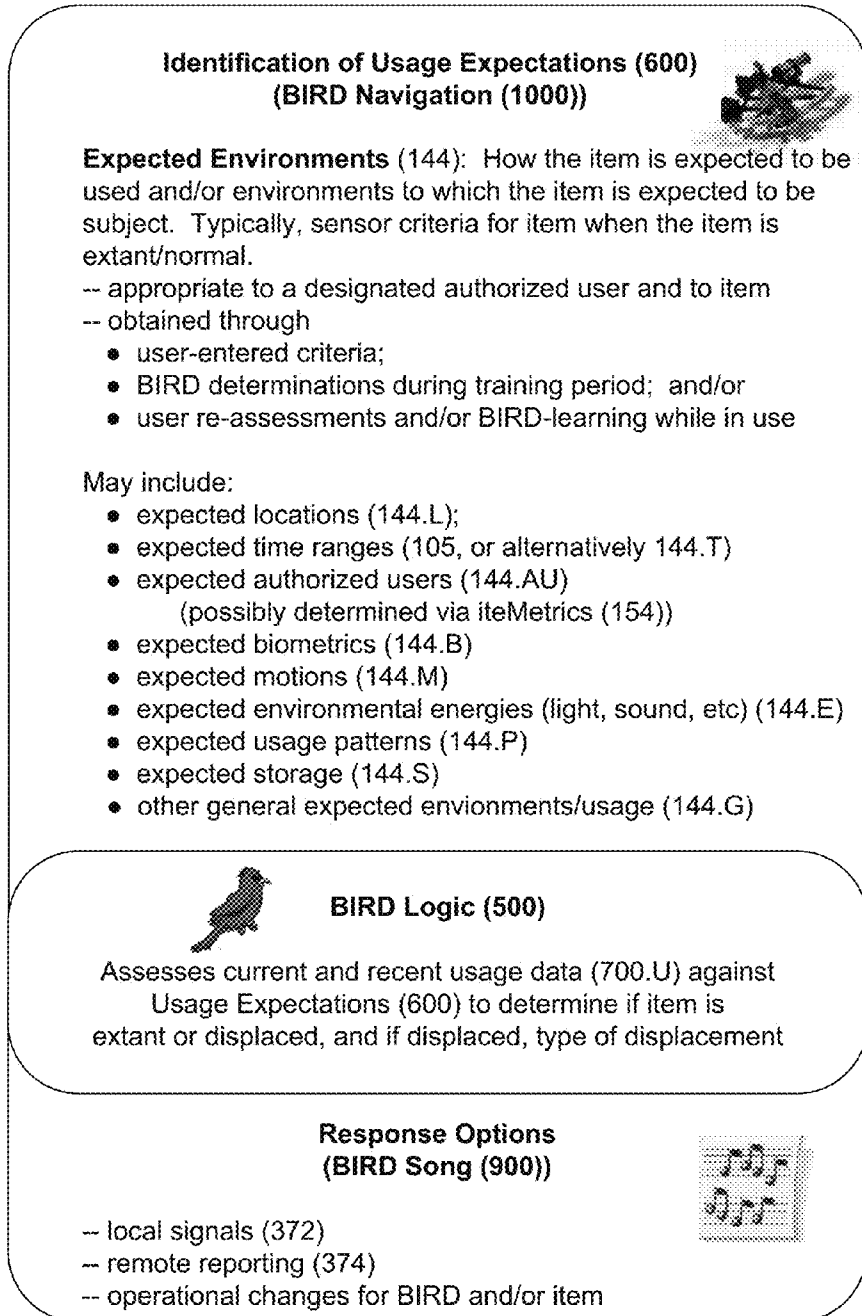 Identification of Usage Expectations (600)
(BIRD Navigation (1000))
Expected Environments (144): How the item is expected to be
used and/or environments to which the item is expected to be
subject. Typically, sensor criteria for item when the item is
extant/normal.
-- appropriate to a designated authorized user and to item
-- obtained through
• user-entered criteria;
• BIRD determinations during training period; and/or
• user re-assessments and/or BIRD-learning while in use
May include:
• expected locations (144.L);
• expected time ranges (105, or alternatively 144.T)
• expected authorized users (144.AU)
(possibly determined via iteMetrics (154))
• expected biometrics (144.B)
• expected motions (144.M)
• expected environmental energies (light, sound, etc) (144.E)
• expected usage patterns (144.P)
• expected storage (144.S)
• other general expected envionments/usage (144.G)
BIRD Logic (500)
Assesses current and recent usage data (700.U) against
Usage Expectations (600) to determine if item is
extant or displaced, and if displaced, type of displacement
Response Options
(BIRD Song (900))
-- local signals (372)
-- remote reporting (374)
-- operational changes for BIRD and/or item